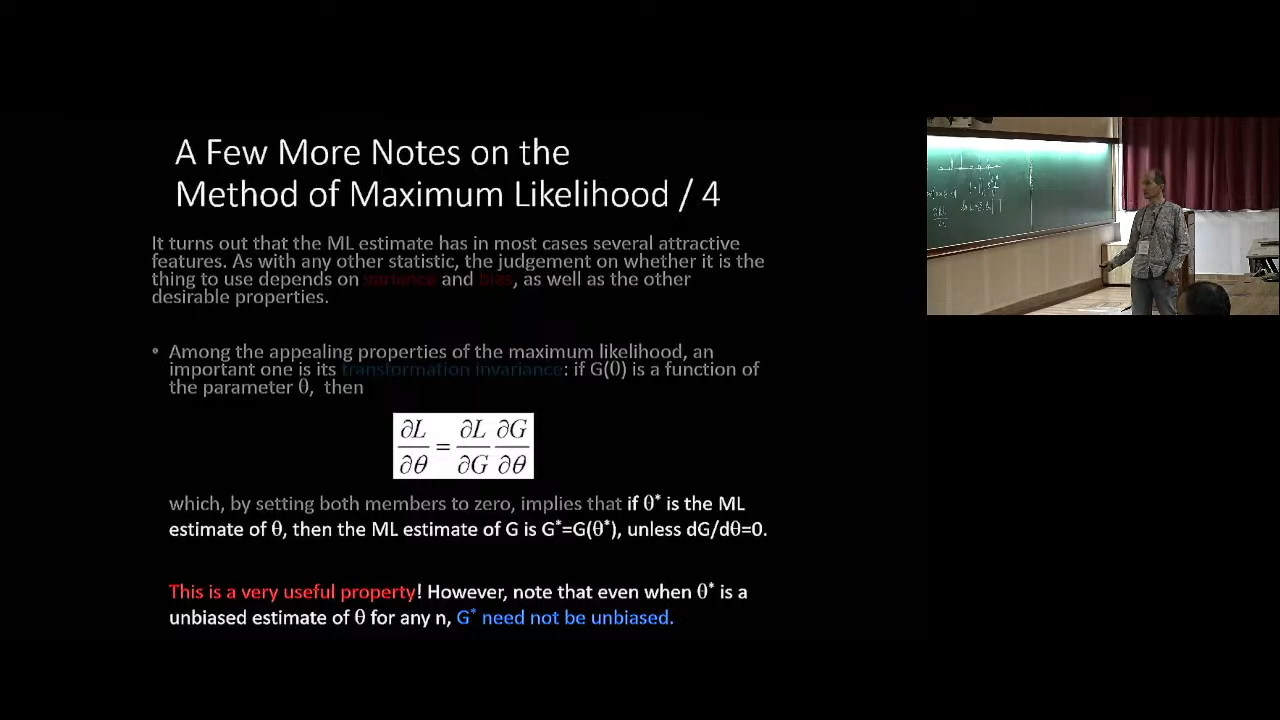 A Few More Notes on the
Method of Maximum Likelihood / 4
It turns out that the ML estimate has in most cases several attractive
features. As with any other statistic, the judgement on whether it is the
thing to use depends on variance and bias, as well as the other
desirable properties.
• Among the appealing properties of the maximum likelihood, an
important one is its transformation invariance: if G(θ) is a function of
the parameter θ, then
∂L/∂θ = ∂L/∂G ∂G/∂θ
which, by setting both members to zero, implies that if θ* is the ML
estimate of θ, then the ML estimate of G is G*=G(θ*), unless dG/dθ=0.
This is a very useful property! However, note that even when θ* is a
unbiased estimate of θ for any n, G* need not be unbiased.